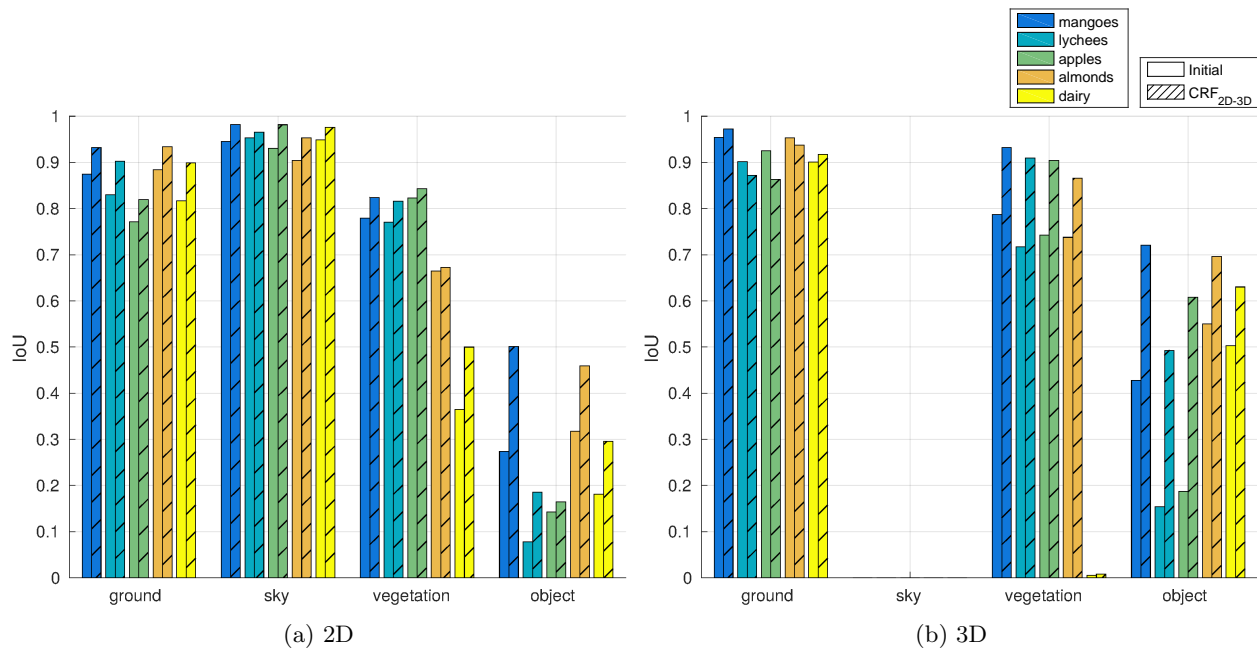 mangoes
lychees
apples
almonds
dairy
Initial
CRF2D-3D
1
0.9
0.8
0.7
0.6
0.5
0.4
0.3
0.2
0.1
0
IoU
ground sky vegetation object
(a) 2D
1
0.9
0.8
0.7
0.6
0.5
0.4
0.3
0.2
0.1
0
IoU
ground sky vegetation object
(b) 3D